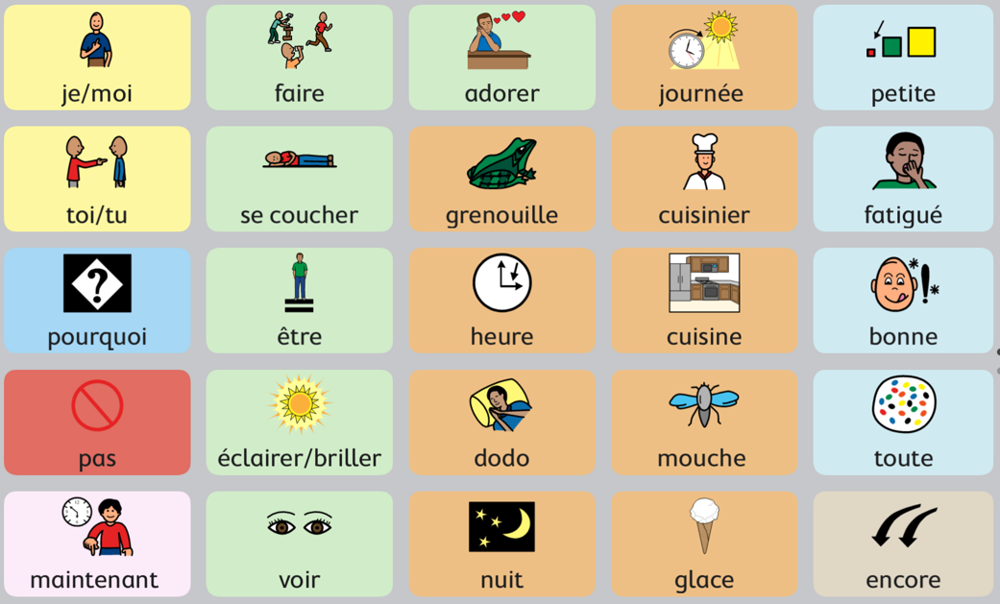 je/moi
faire
adorer
journée
petite
toi/tu
se coucher
grenouille
cuisinier
fatigué
pourquoi
être
heure
cuisine
bonne
pas
éclairer/briller
dodo
mouche
toute
maintenant
voir
nuit
glace
encore